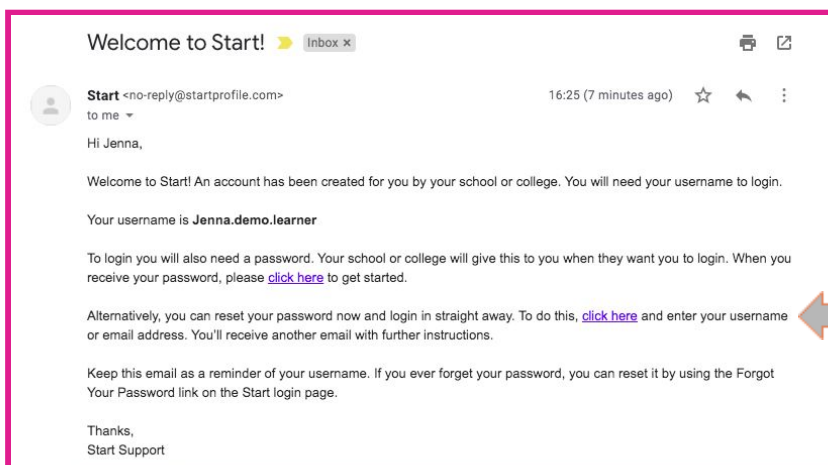 Welcome to Start! Inbox x
Start <no-reply@startprofile.com> 16:25 (7 minutes ago)
to me
Hi Jenna,
Welcome to Start! An account has been created for you by your school or college. You will need your username to login.
Your username is Jenna.demo.learner
To login you will also need a password. Your school or college will give this to you when they want you to login. When you
receive your password, please click here to get started.
Alternatively, you can reset your password now and login in straight away. To do this, click here and enter your username
or email address. You'll receive another email with further instructions.
Keep this email as a reminder of your username. If you ever forget your password, you can reset it by using the Forgot
Your Password link on the Start login page.
Thanks,
Start Support